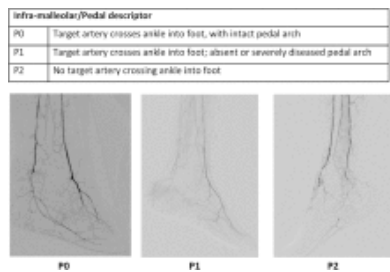 Infra-malleolar/Pedal descriptor
P0 Target artery crosses ankle into foot, with intact pedal arch
P1 Target artery crosses ankle into foot; absent or severely diseased pedal arch
P2 No target artery crossing ankle into foot
P0 P1 P2